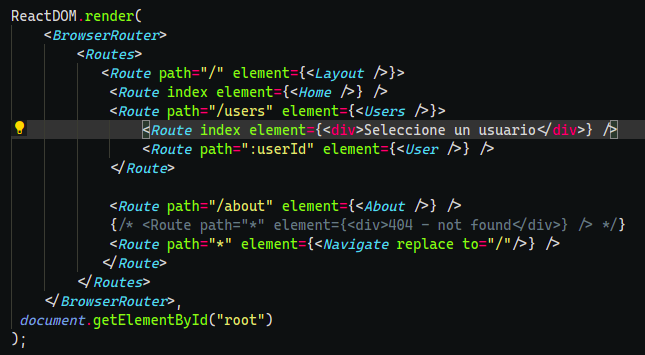 ReactDOM.render(
<BrowserRouter>
<Routes>
<Route path="/" element={<Layout />}>
<Route index element={<Home />} />
<Route path="/users" element={<Users />}>
<Route index element={<div>Seleccione un usuario</div>} />
<Route path=":userId" element={<User />} />
</Route>
<Route path="/about" element={<About />} />
{/* <Route path="*" element={<div>404 - not found</div>} /> */}
<Route path="*" element={<Navigate replace to="/"/>} />
</Route>
</Routes>
</BrowserRouter>,
document.getElementById("root")
);